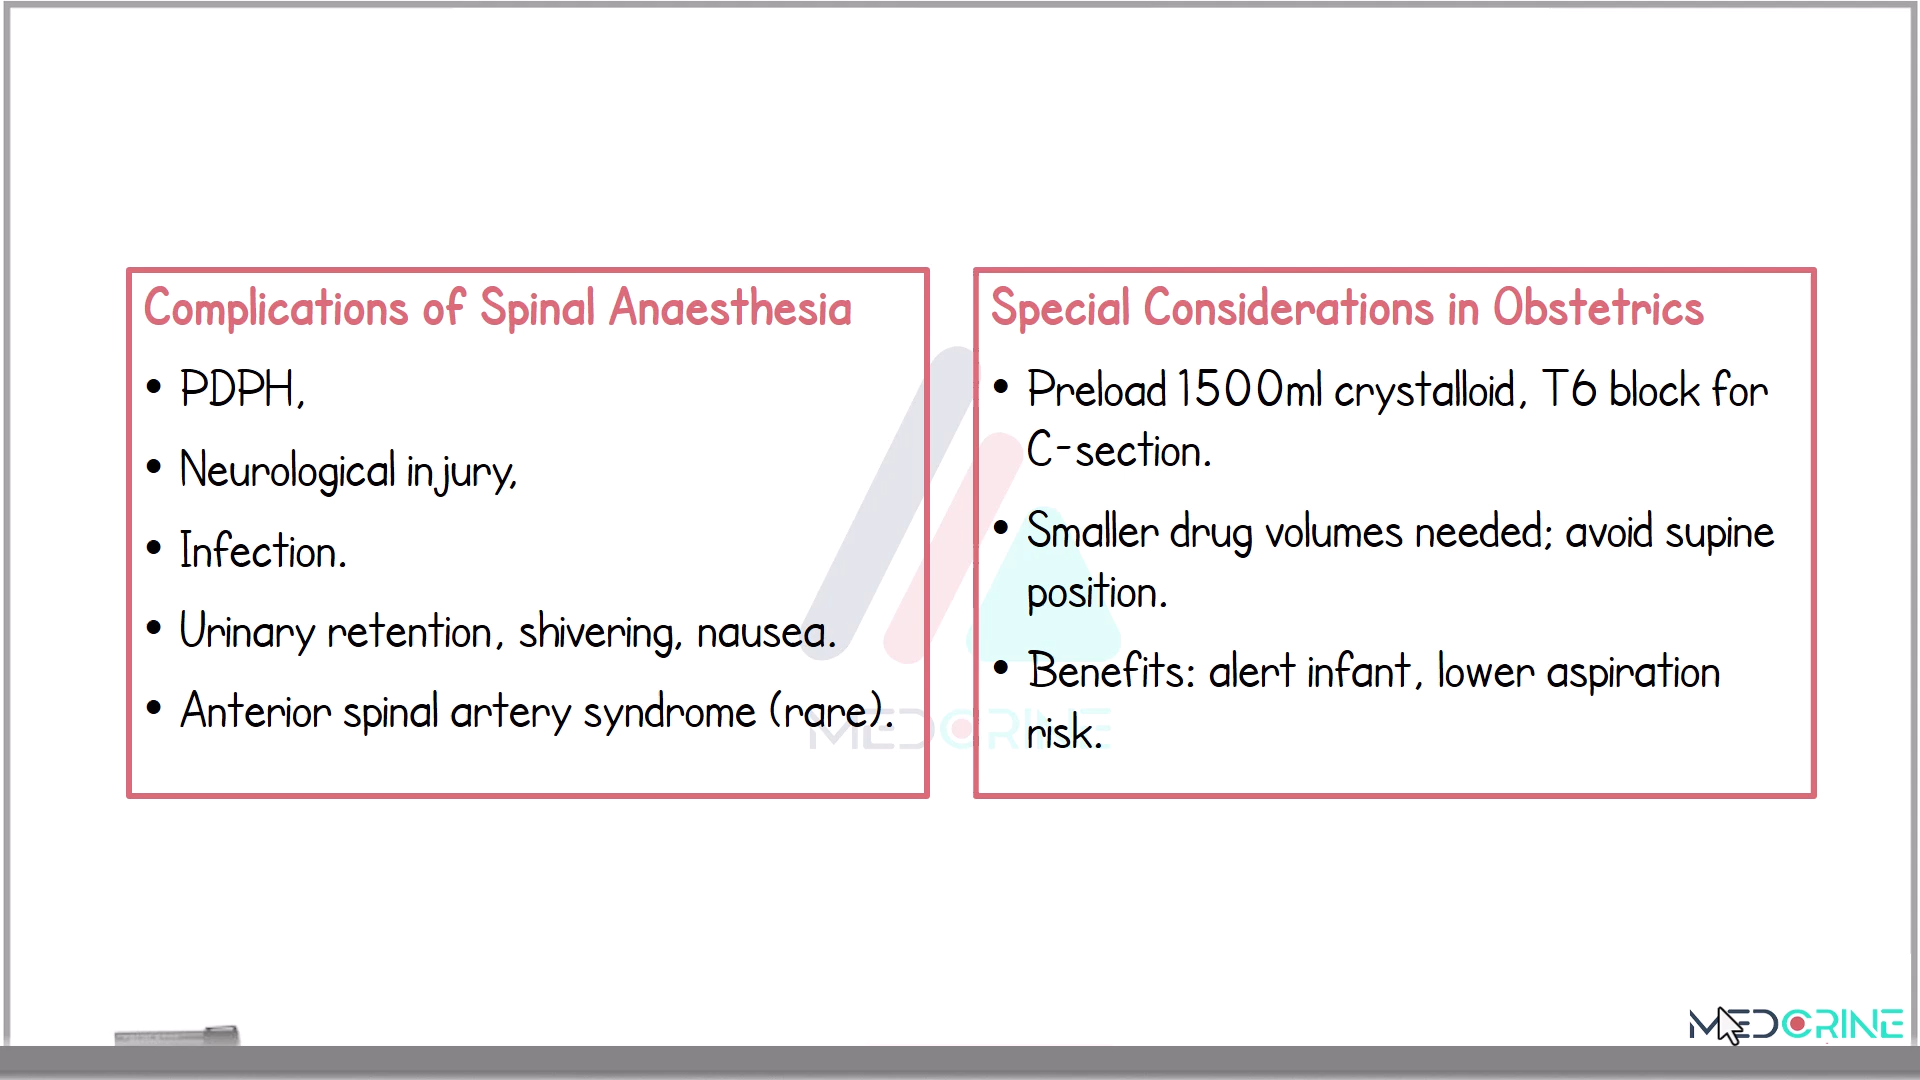 Complications of Spinal Anaesthesia
• PDPH,
• Neurological injury,
• Infection.
• Urinary retention, shivering, nausea.
• Anterior spinal artery syndrome (rare).
Special Considerations in Obstetrics
• Preload 1500ml crystalloid, T6 block for
C-section.
• Smaller drug volumes needed; avoid supine
position.
• Benefits: alert infant, lower aspiration
risk.
MEDCRINE
MEDCRINE